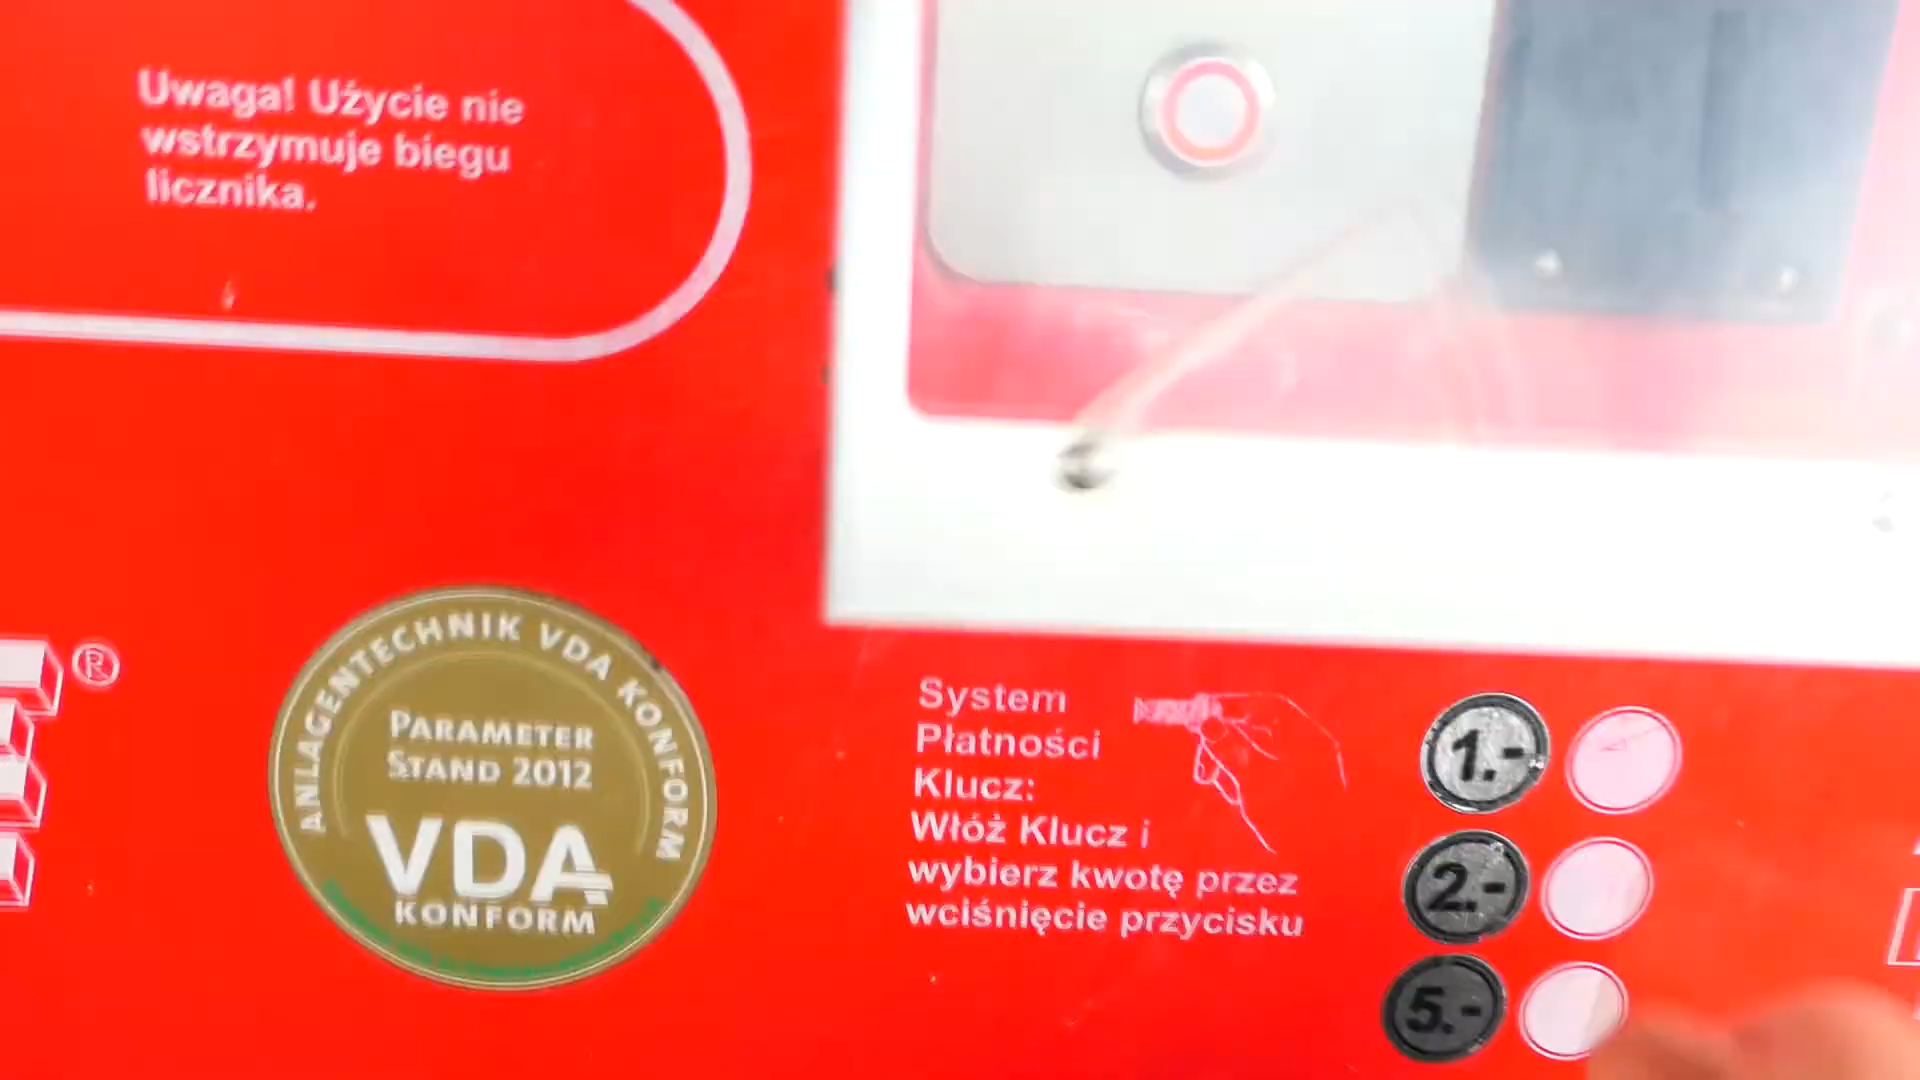 Uwaga! Użycie nie
wstrzymuje biegu
licznika.
®
ANLAGENTECHNIK VDA KONFORM
PARAMETER
STAND 2012
VDA
KONFORM
System
Płatności
Klucz:
Włóż Klucz i
wybierz kwotę przez
wciśnięcie przycisku
1.-
2.-
5.-